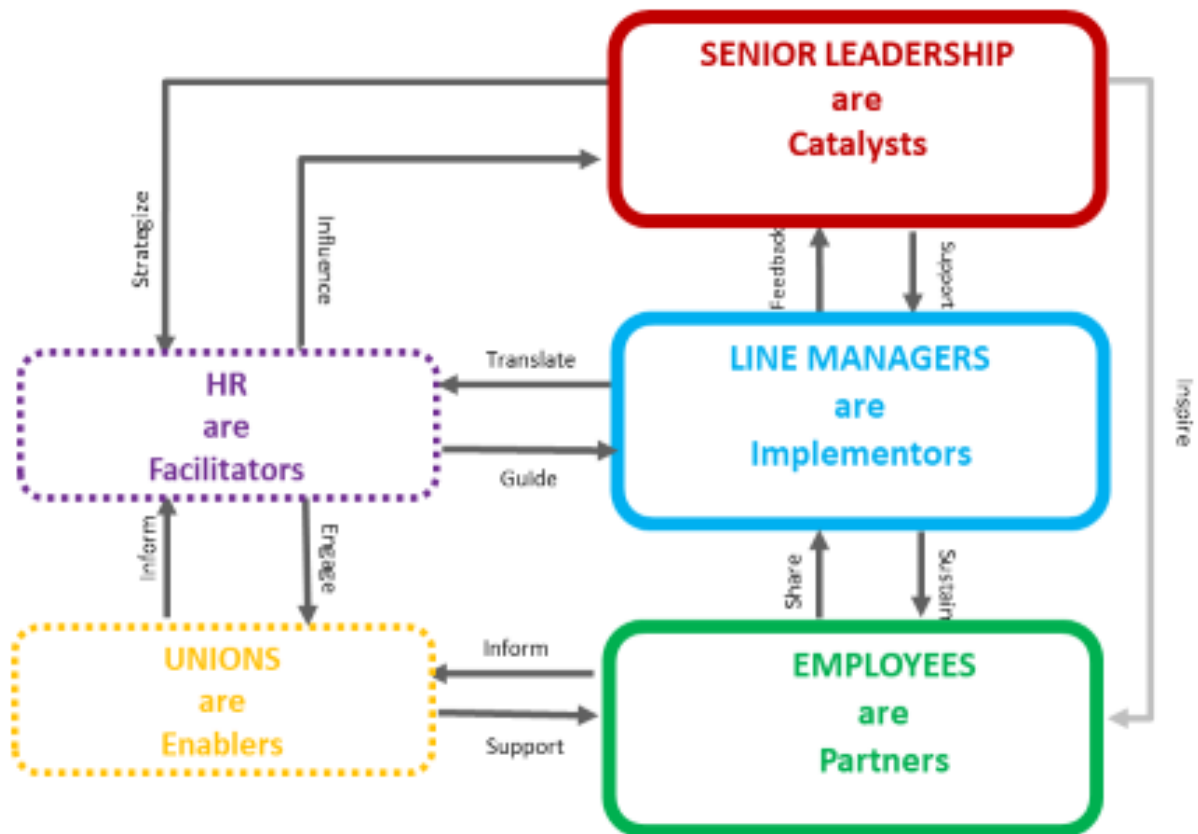 SENIOR LEADERSHIP
are
Catalysts
Strategize
Influence
Feedback
Support
HR
are
Facilitators
Translate
Guide
LINE MANAGERS
are
Implementors
Inspire
Inform
Engage
Share
Sustain
UNIONS
are
Enablers
Inform
Support
EMPLOYEES
are
Partners